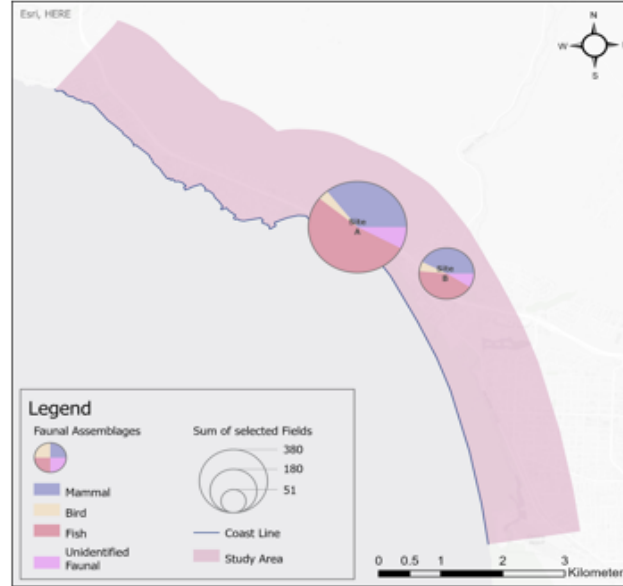 Esri, HERE
N
W
S
Site
A
Site
B
Legend
Faunal Assemblages
Sum of selected Fields
380
180
51
Mammal
Bird
Fish
Unidentified
Faunal
Coast Line
Study Area
0 0.5 1 2 3
Kilometer